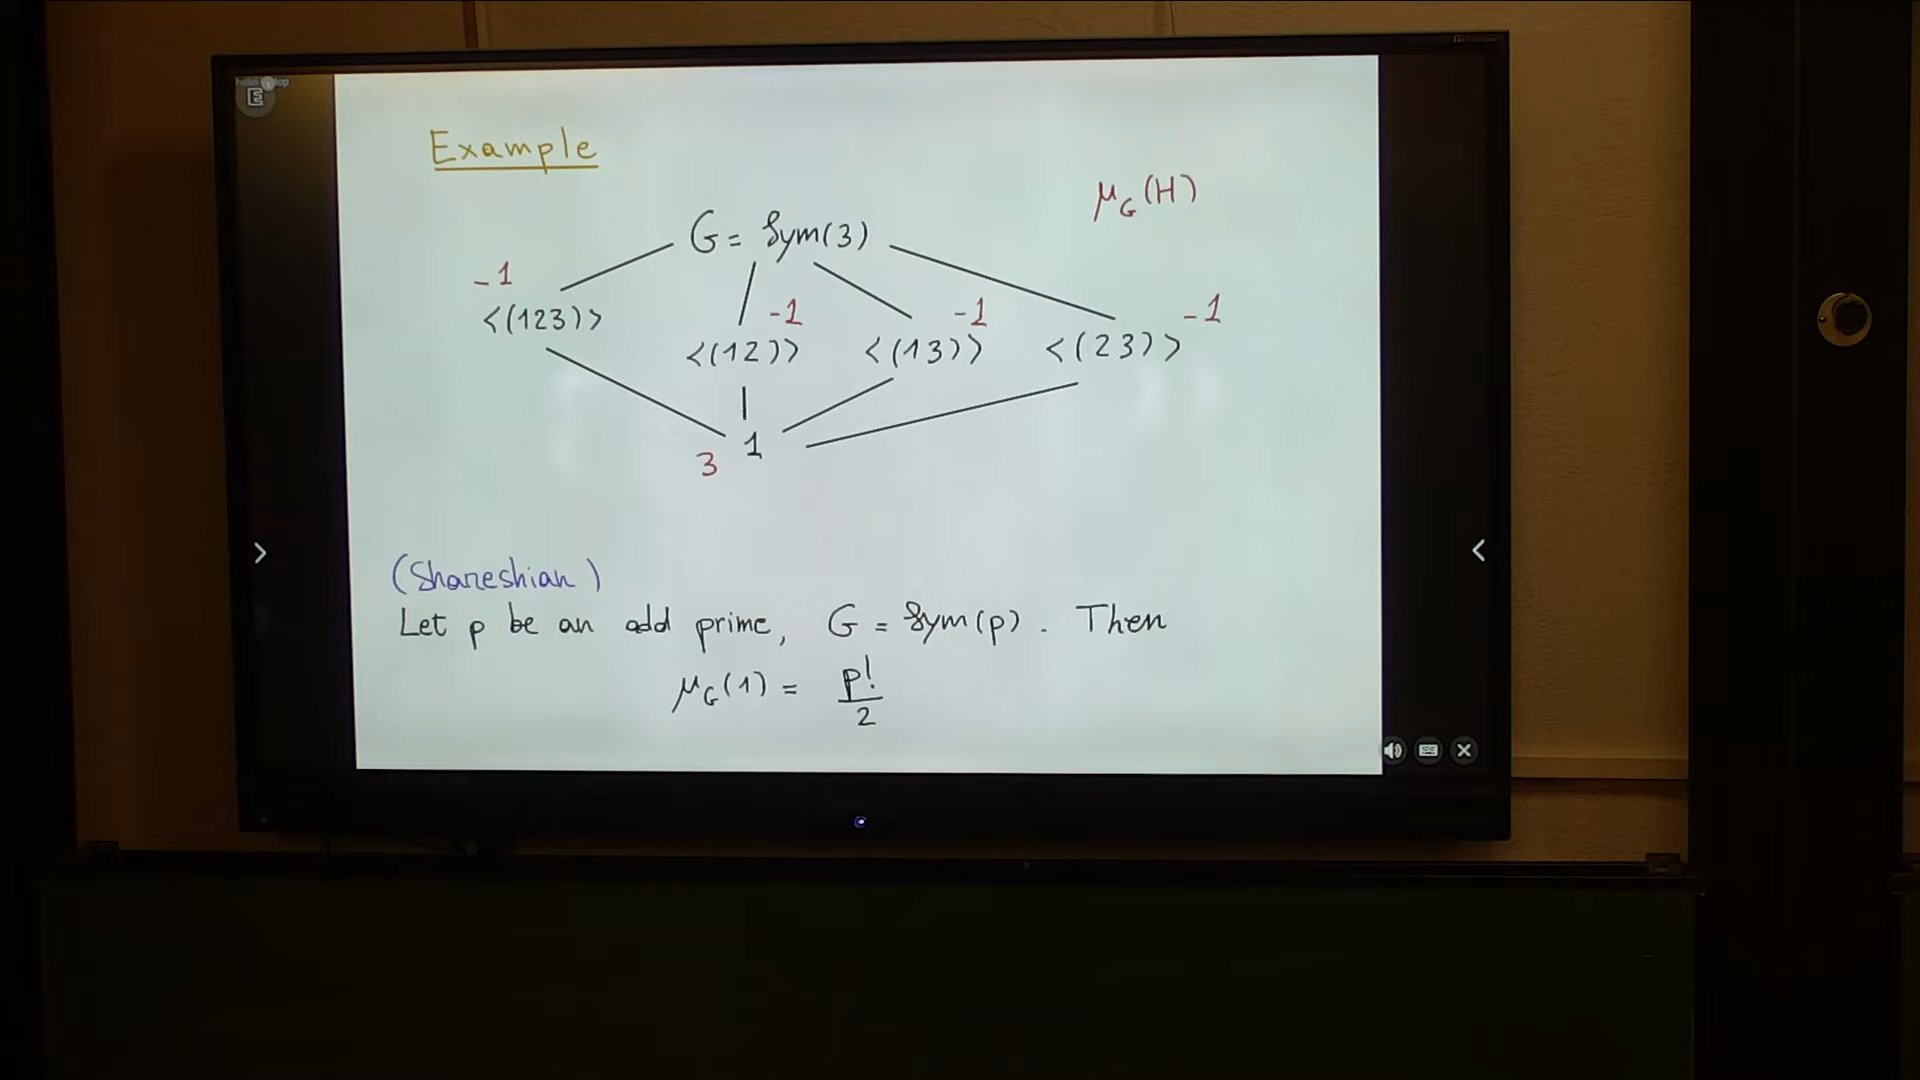 Example
μ_G(H)
G = Sym(3)
-1 -1 -1 -1
<(123)> <(12)> <(13)> <(23)>
3 1
(Shareshian)
Let p be an odd prime, G = Sym(p). Then
μ_G(1) = p!/2